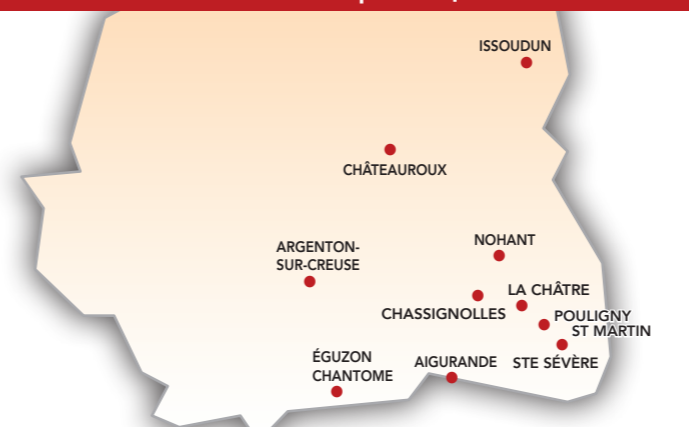 ISSOUDUN
CHÂTEAUROUX
NOHANT
ARGENTON-
SUR-CREUSE
LA CHÂTRE
CHASSIGNOLLES
POULIGNY
ST MARTIN
ÉGUZON
CHANTOME
AIGURANDE
STE SÉVÈRE